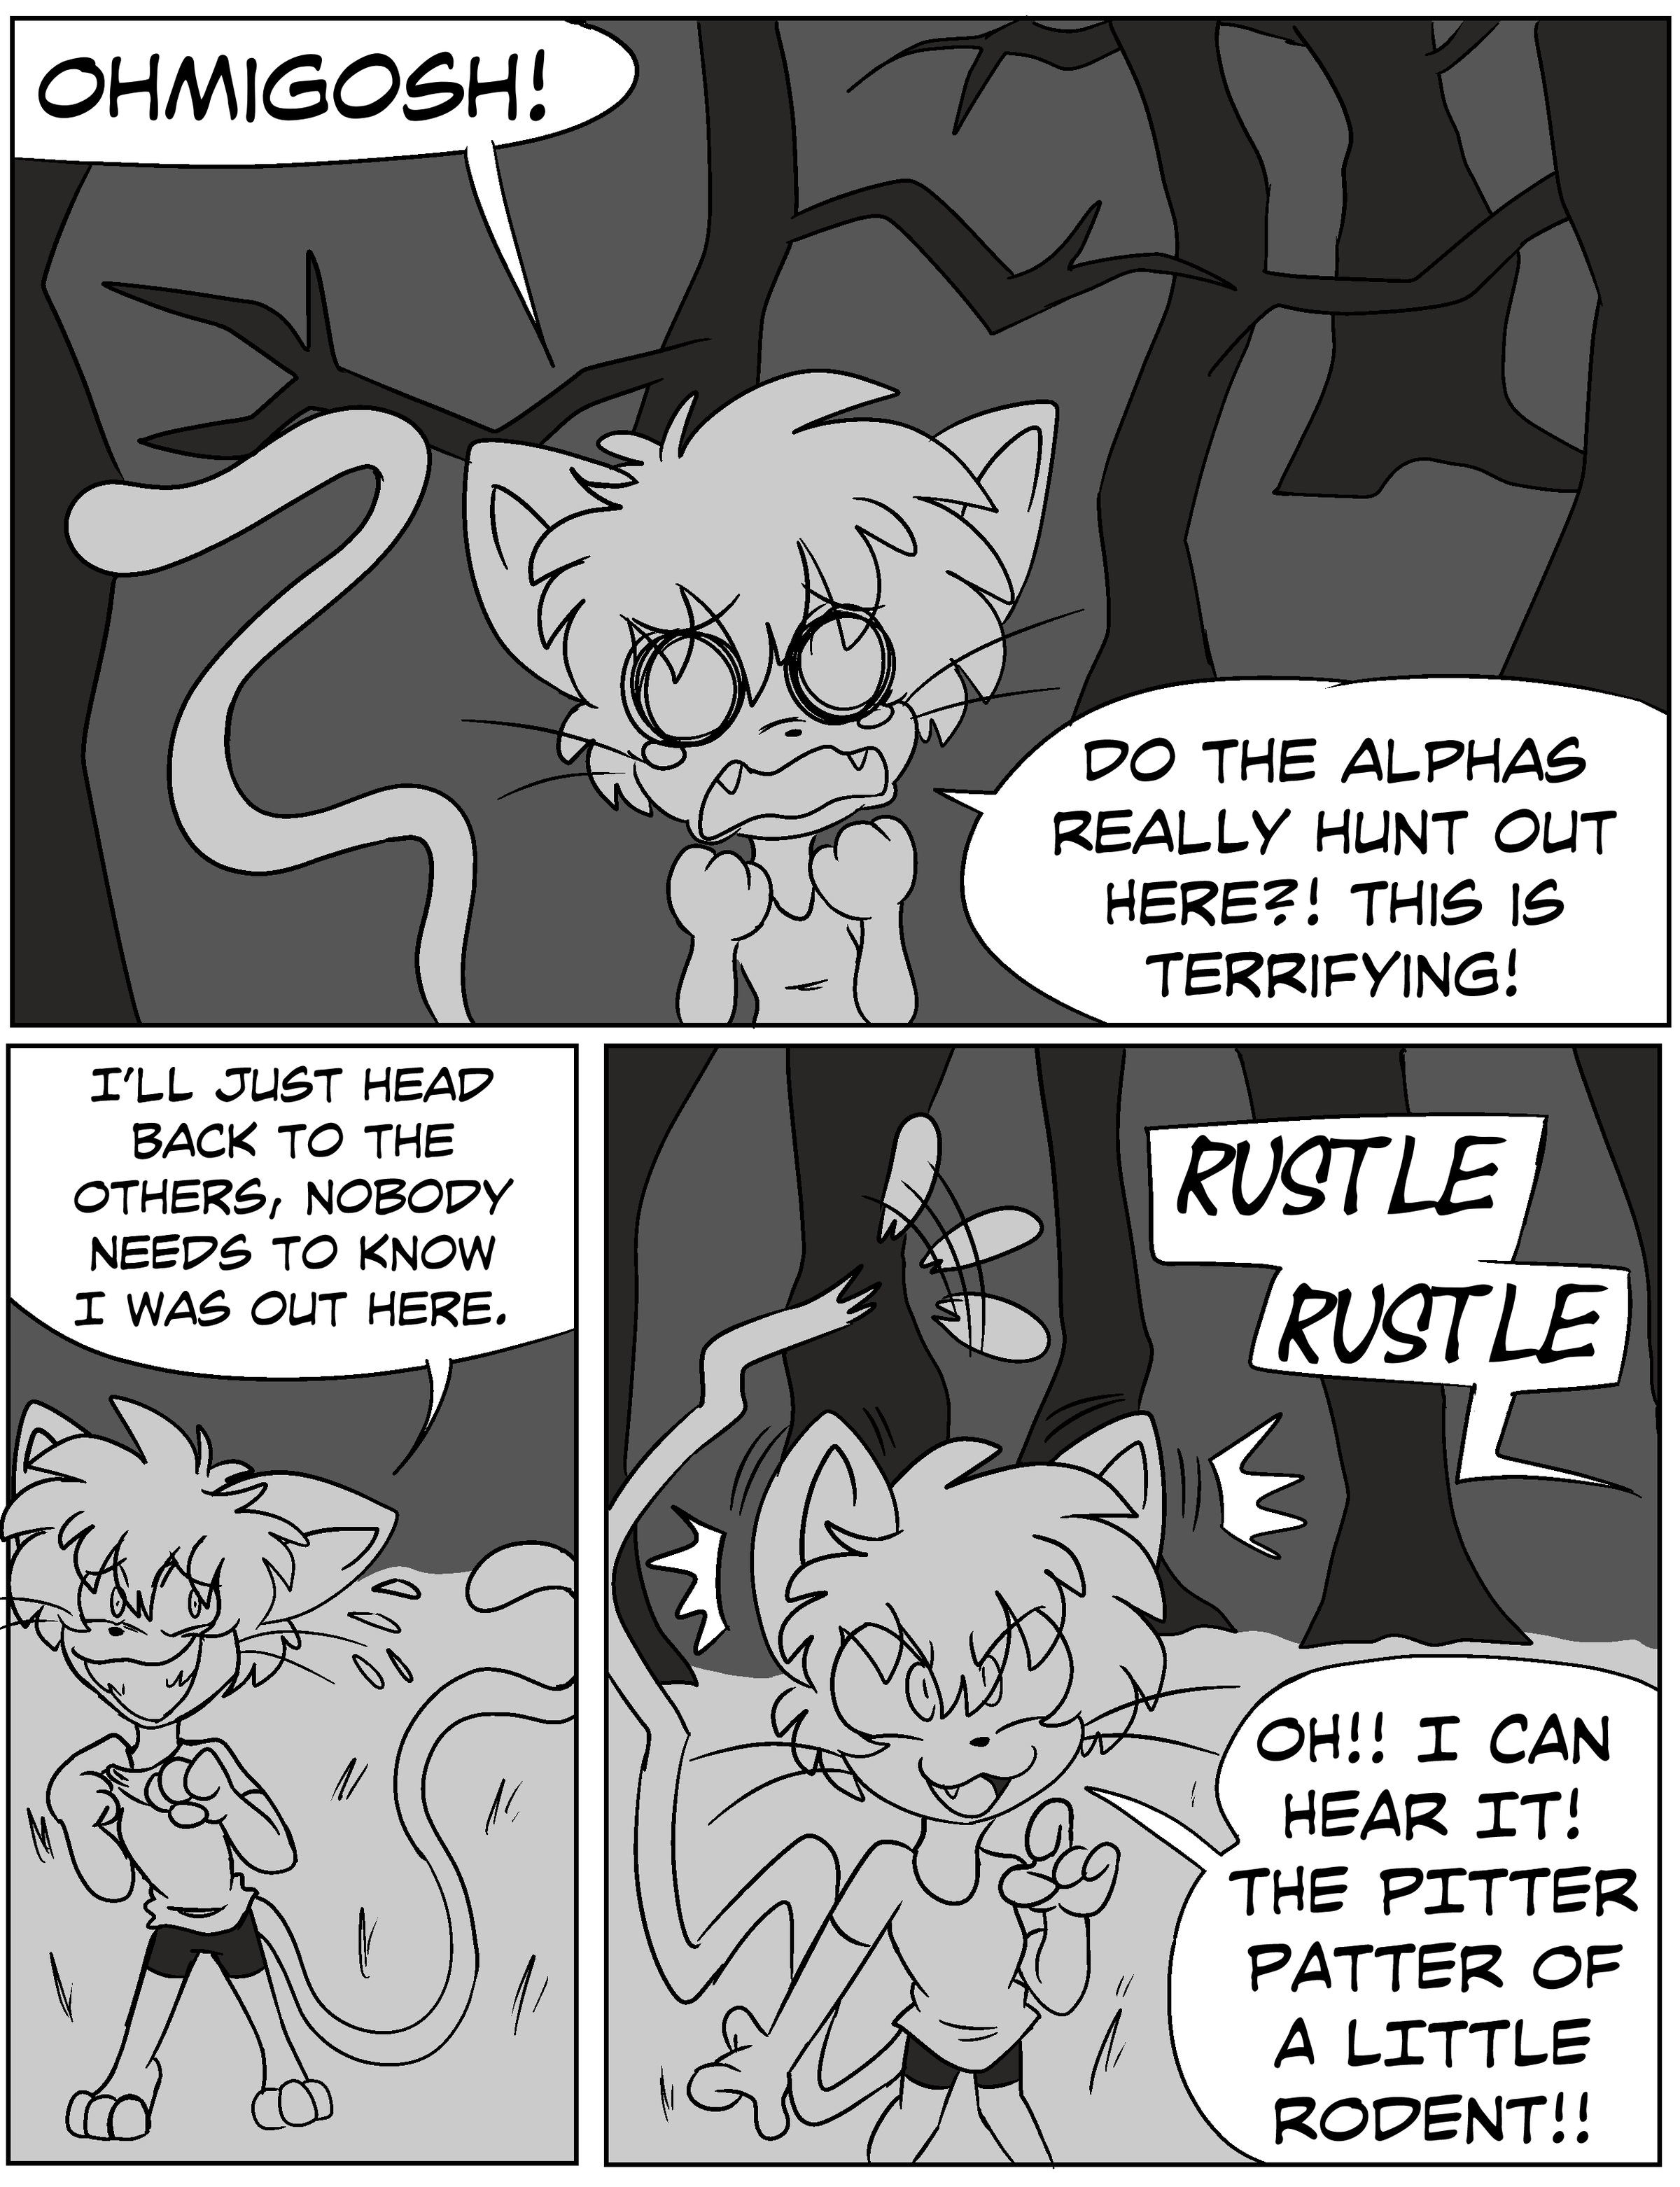 OHMIGOSH!
DO THE ALPHAS
REALLY HUNT OUT
HERE?! THIS IS
TERRIFYING!
I'LL JUST HEAD
BACK TO THE
OTHERS, NOBODY
NEEDS TO KNOW
I WAS OUT HERE.
RUSTLE
RUSTLE
OH!! I CAN
HEAR IT!
THE PITTER
PATTER OF
A LITTLE
RODENT!!